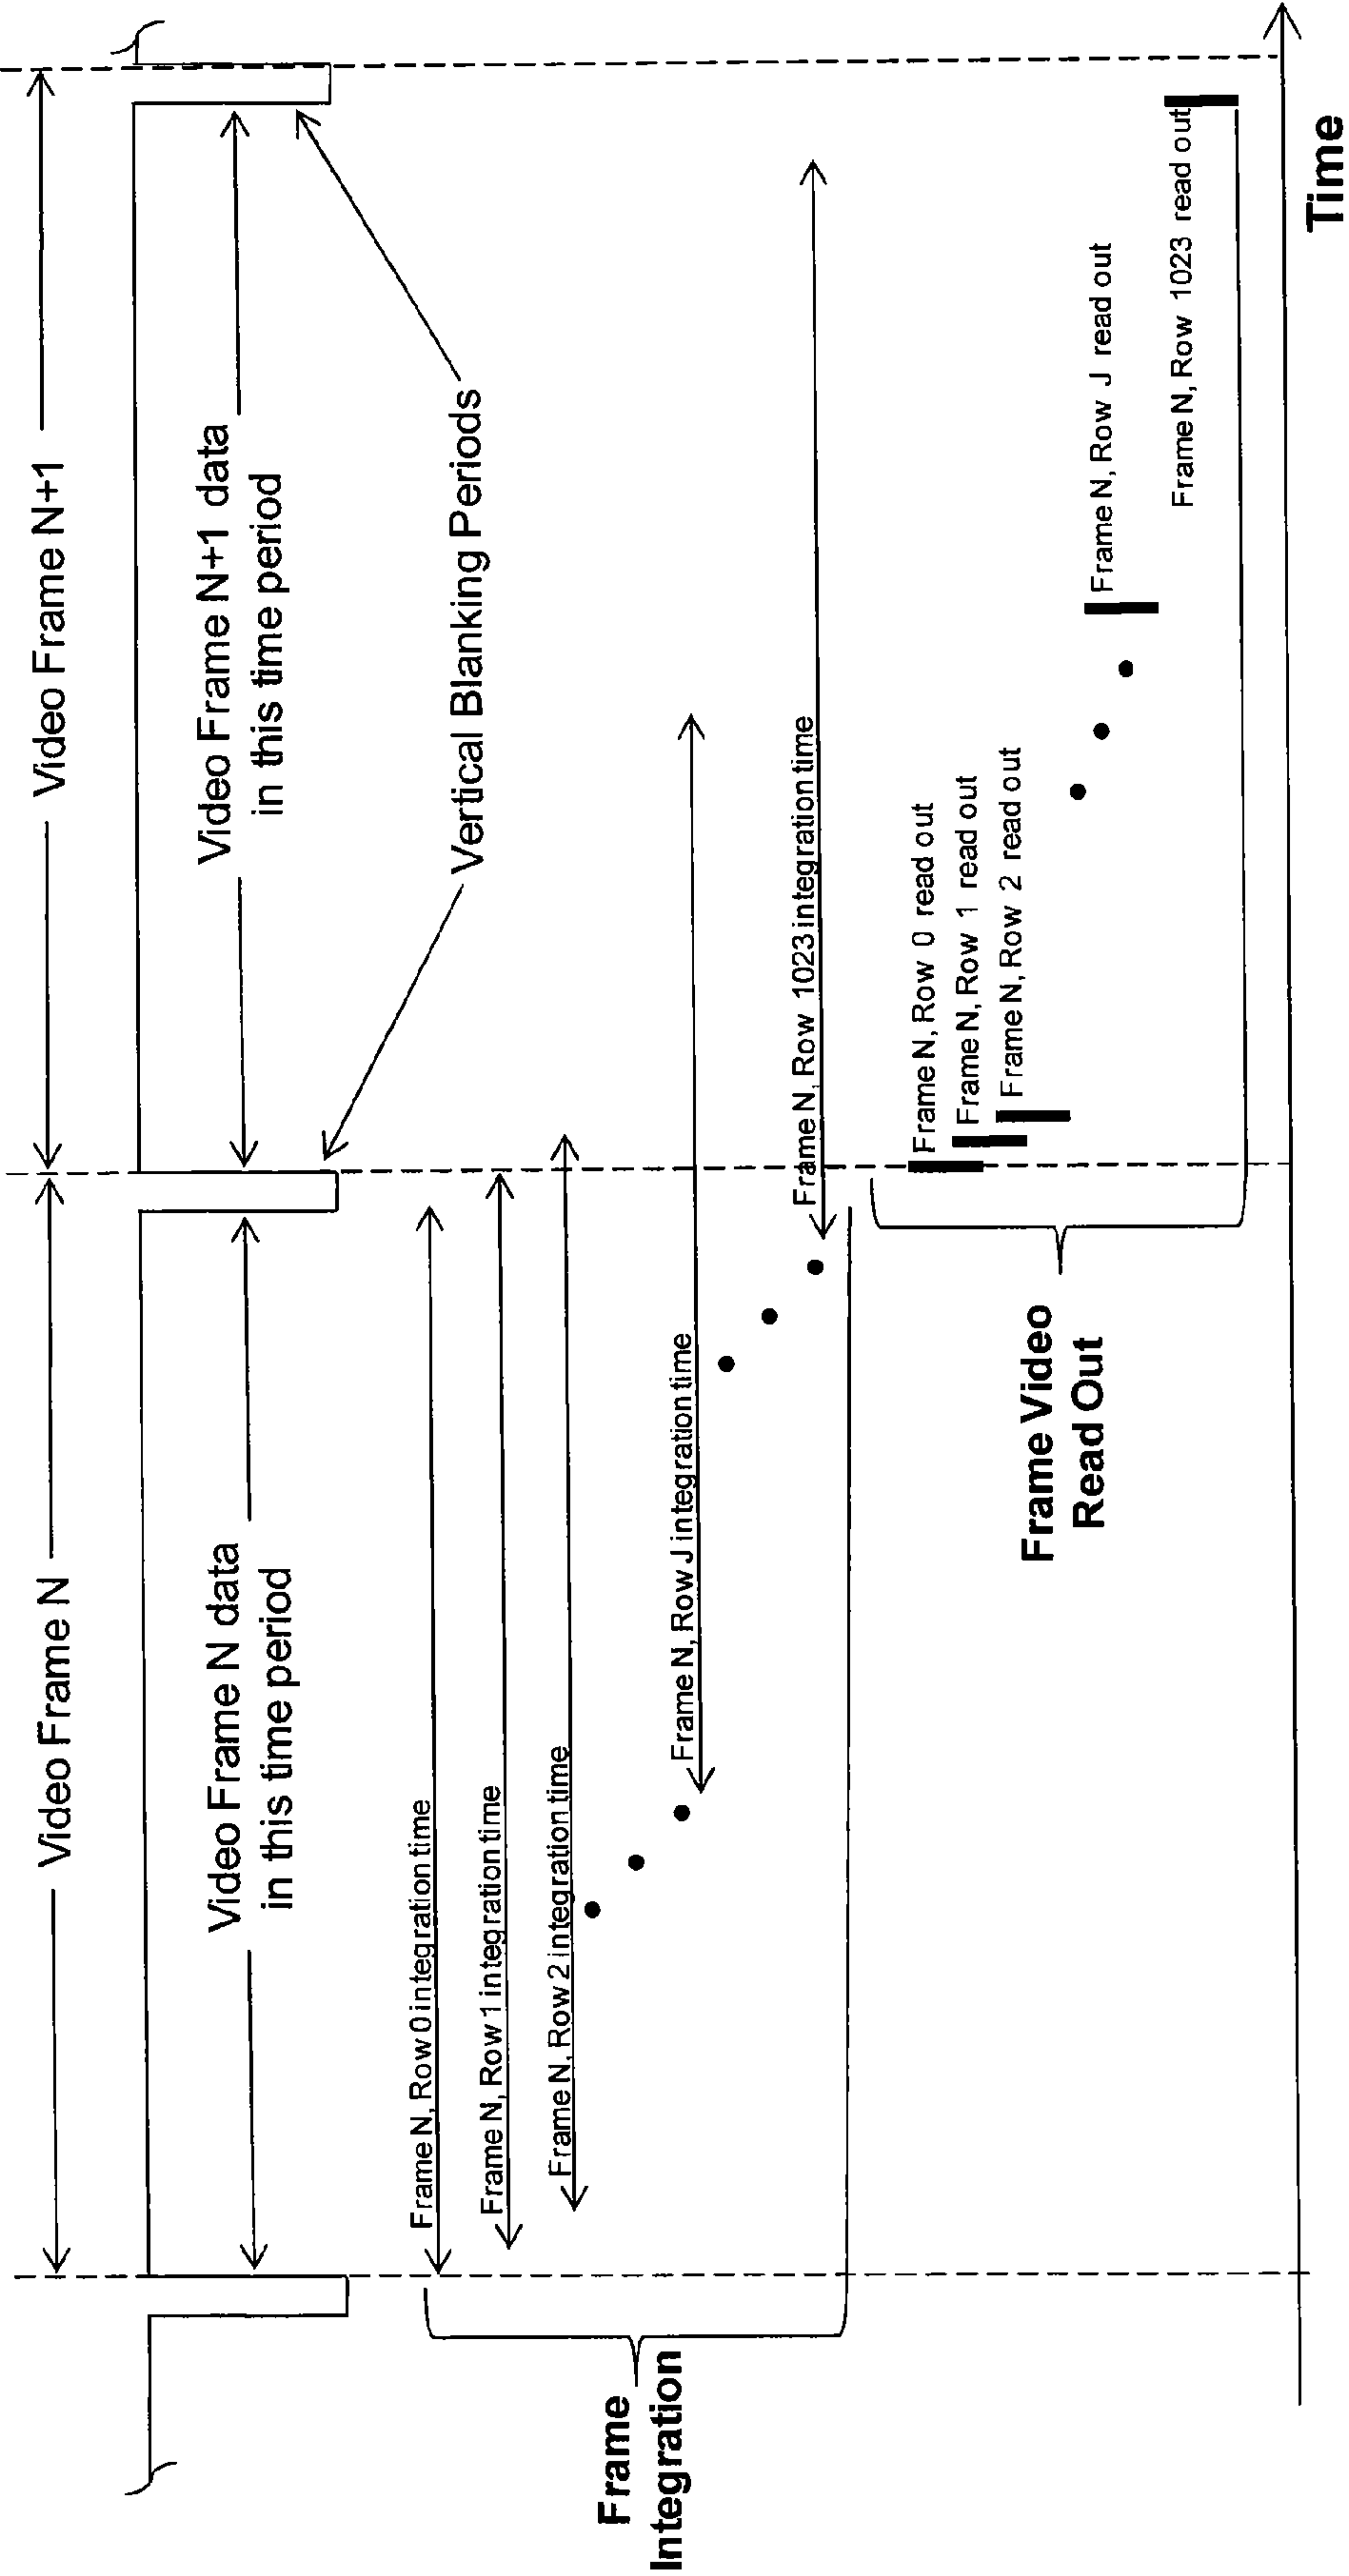 Video Frame N
Video Frame N+1
Video Frame N data
in this time period
Video Frame N+1 data
in this time period
Vertical Blanking Periods
Frame N, Row 0 integration time
Frame N, Row 1 integration time
Frame N, Row 2 integration time
Frame N, Row J integration time
Frame N, Row 1023 integration time
Frame
Integration
Frame N, Row 0 read out
Frame N, Row 1 read out
Frame N, Row 2 read out
Frame N, Row J read out
Frame N, Row 1023 read out
Frame Video
Read Out
Time